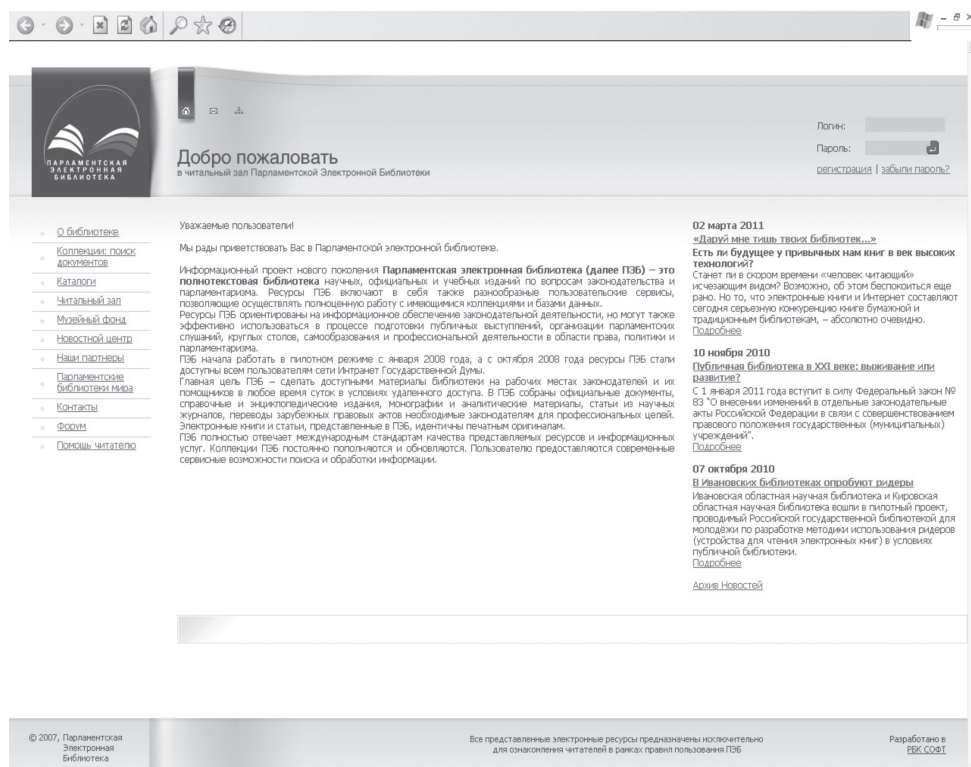 ПАРЛАМЕНТСКАЯ
ЭЛЕКТРОННАЯ
БИБЛИОТЕКА
Добро пожаловать
в читальный зал Парламентской Электронной Библиотеки
Логин:
Пароль:
регистрация | забыли пароль?
О библиотеке
Коллекции: поиск
документов
Каталоги
Читальный зал
Музейный фонд
Новостной центр
Наши партнеры
Парламентские
библиотеки мира
Контакты
Форум
Помощь читателю
Уважаемые пользователи!
Мы рады приветствовать Вас в Парламентской электронной библиотеке.
Информационный проект нового поколения Парламентская электронная библиотека (далее ПЭБ) – это
полнотекстовая библиотека научных, официальных и учебных изданий по вопросам законодательства и
парламентаризма. Ресурсы ПЭБ включают в себя также разнообразные пользовательские сервисы,
позволяющие осуществлять полноценную работу с имеющимися коллекциями и базами данных.
Ресурсы ПЭБ ориентированы на информационное обеспечение законодательной деятельности, но могут также
эффективно использоваться в процессе подготовки публичных выступлений, организации парламентских
слушаний, круглых столов, самообразования и профессиональной деятельности в области права, политики и
парламентаризма.
ПЭБ начала работать в пилотном режиме с января 2008 года, а с октября 2008 года ресурсы ПЭБ стали
доступны всем пользователям сети Интранет Государственной Думы.
Главная цель ПЭБ – сделать доступными материалы библиотеки на рабочих местах законодателей и их
помощников в любое время суток в условиях удаленного доступа. В ПЭБ собраны официальные документы,
справочные и энциклопедические издания, монографии и аналитические материалы, статьи из научных
журналов, переводы зарубежных правовых актов необходимые законодателям для профессиональных целей.
Электронные книги и статьи, представленные в ПЭБ, идентичны печатным оригиналам.
ПЭБ полностью отвечает международным стандартам качества представляемых ресурсов и информационных
услуг. Коллекции ПЭБ постоянно пополняются и обновляются. Пользователю предоставляются современные
сервисные возможности поиска и обработки информации.
02 марта 2011
«Даруй мне тишь твоих библиотек...»
Есть ли будущее у привычных нам книг в век высоких
технологий?
Станет ли в скором времени «человек читающий»
исчезающим видом? Возможно, об этом беспокоиться еще
рано. Но то, что электронные книги и Интернет составляют
сегодня серьезную конкуренцию книге бумажной и
традиционным библиотекам, – абсолютно очевидно.
Подробнее
10 ноября 2010
Публичная библиотека в XXI веке: выживание или
развитие?
С 1 января 2011 года вступит в силу Федеральный закон №
83 "О внесении изменений в отдельные законодательные
акты Российской Федерации в связи с совершенствованием
правового положения государственных (муниципальных)
учреждений".
Подробнее
07 октября 2010
В Ивановских библиотеках опробуют ридеры
Ивановская областная научная библиотека и Кировская
областная научная библиотека вошли в пилотный проект,
проводимый Российской государственной библиотекой для
молодёжи по разработке методики использования ридеров
(устройства для чтения электронных книг) в условиях
публичной библиотеки.
Подробнее
Архив Новостей
© 2007, Парламентская
Электронная
Библиотека
Все представленные электронные ресурсы предназначены исключительно
для ознакомления читателей в рамках правил пользования ПЭБ
Разработано в
РБК СОФТ